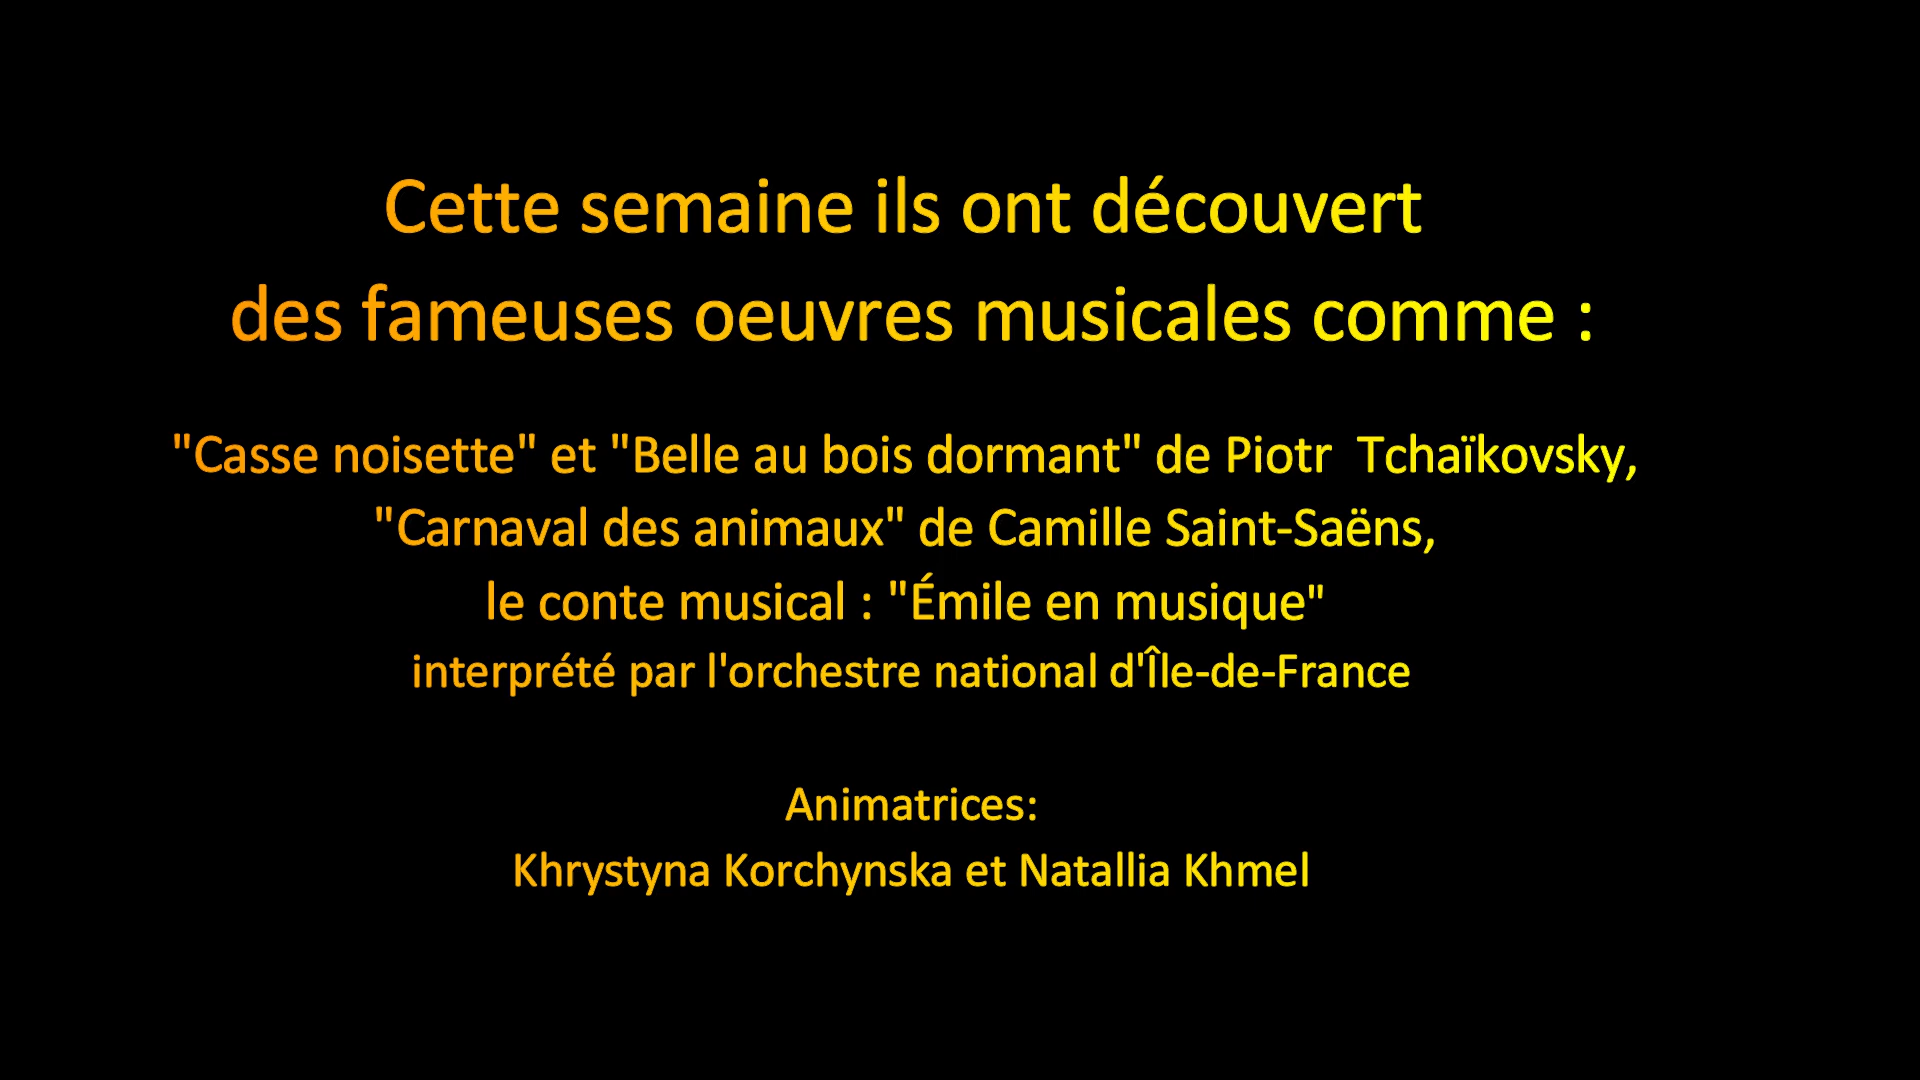 Cette semaine ils ont découvert
des fameuses oeuvres musicales comme :
"Casse noisette" et "Belle au bois dormant" de Piotr  Tchaïkovsky,
"Carnaval des animaux" de Camille Saint-Saëns,
le conte musical : "Émile en musique"
interprété par l'orchestre national d'Île-de-France
Animatrices:
Khrystyna Korchynska et Natallia Khmel